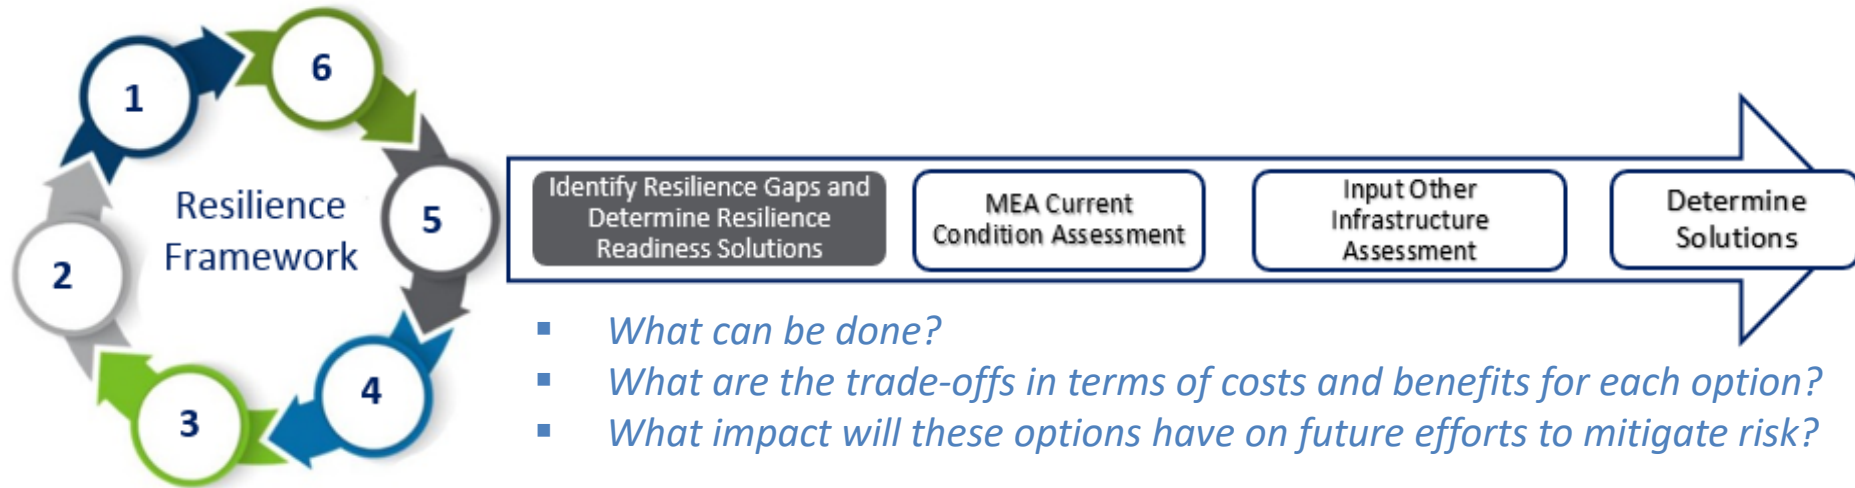 1
6
5
4
3
2
Resilience
Framework
Identify Resilience Gaps and
Determine Resilience
Readiness Solutions
MEA Current
Condition Assessment
Input Other
Infrastructure
Assessment
Determine
Solutions
▪ What can be done?
▪ What are the trade-offs in terms of costs and benefits for each option?
▪ What impact will these options have on future efforts to mitigate risk?